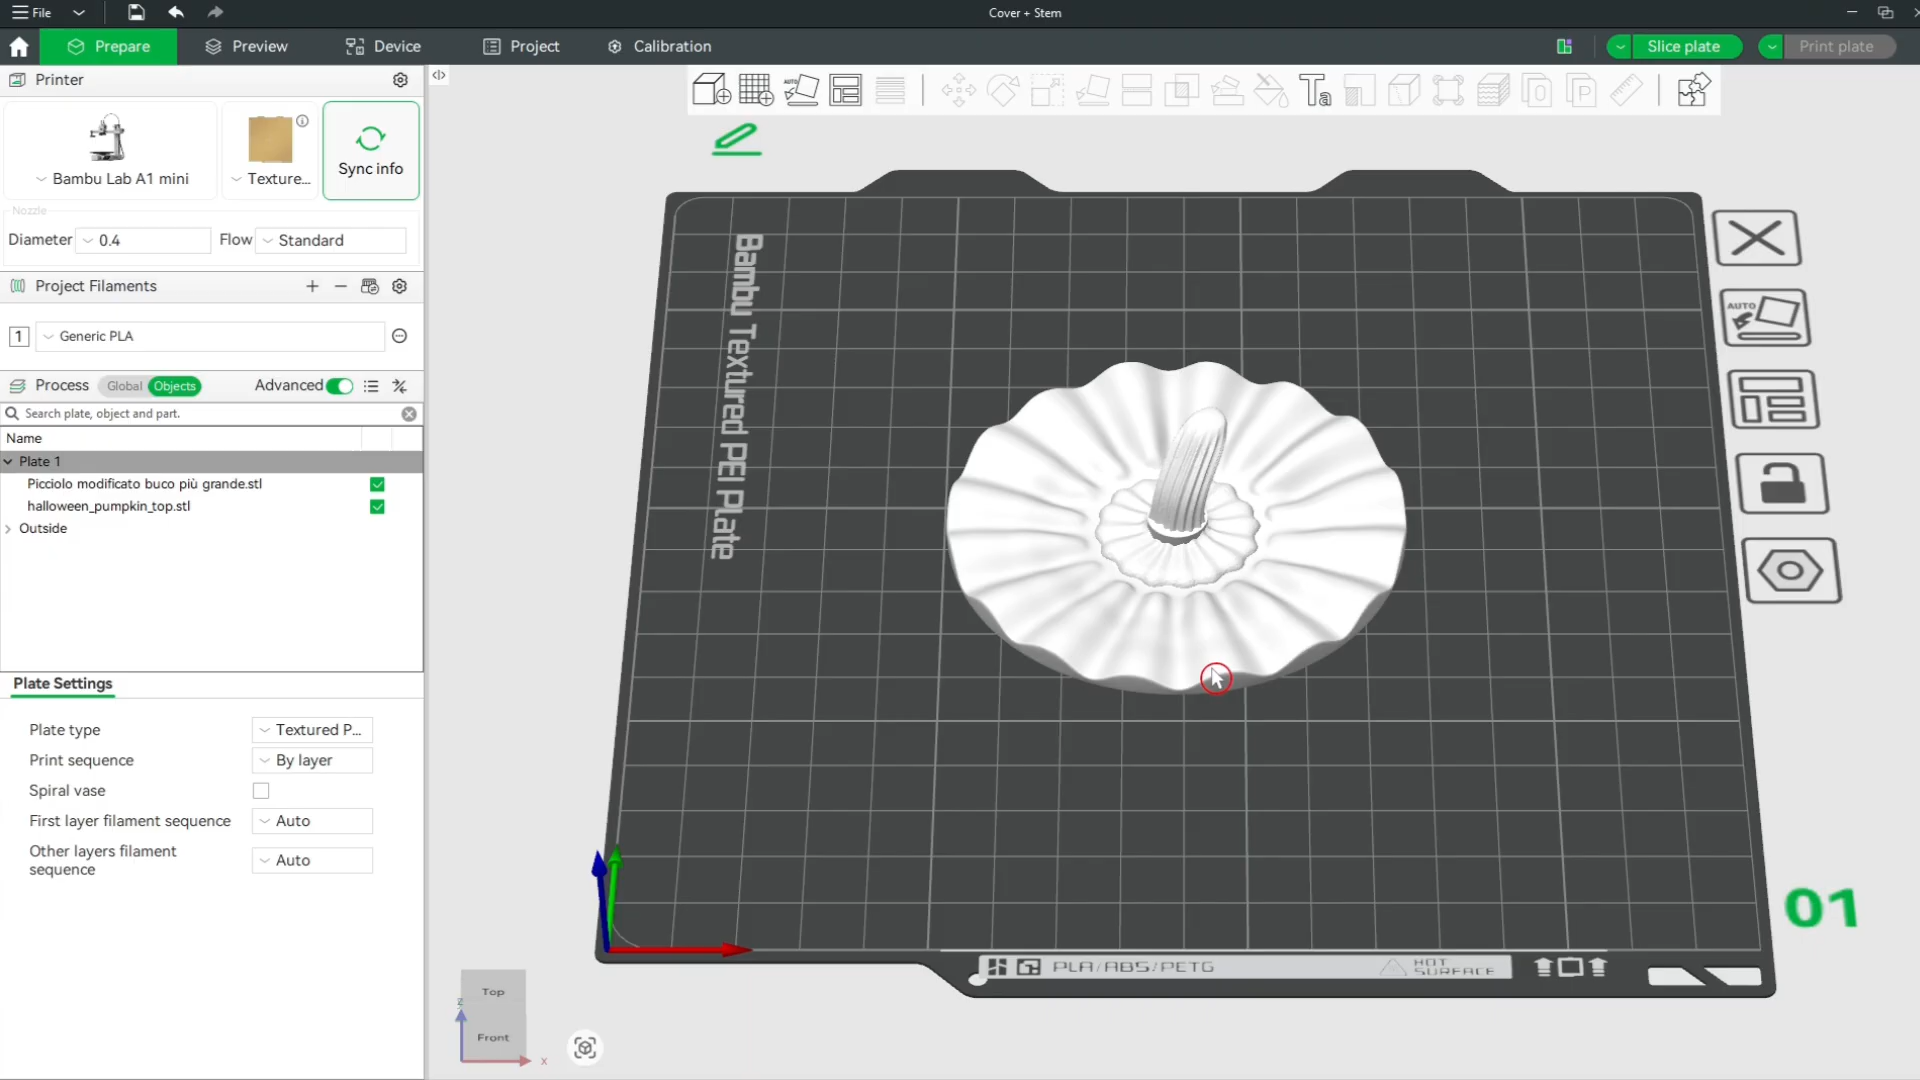 File
Cover + Stem
Prepare
Preview
Device
Project
Calibration
Slice plate
Print plate
Printer
Bambu Lab A1 mini
Texture...
Sync info
Nozzle
Diameter
0.4
Flow
Standard
Project Filaments
1
Generic PLA
Process
Global
Objects
Advanced
Search plate, object and part.
Name
Plate 1
Picciolo modificato buco più grande.stl
halloween_pumpkin_top.stl
Outside
Plate Settings
Plate type
Textured P...
Print sequence
By layer
Spiral vase
First layer filament sequence
Auto
Other layers filament
sequence
Auto
AUTO
Ta
Bambu Textured PEI Plate
AUTO
01
PLA/ABS/PETG
HOT
SURFACE
Top
Front
z
x